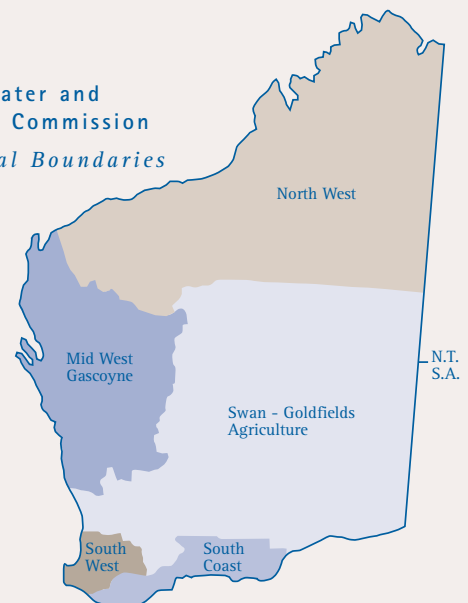 ater and
Commission
al Boundaries
North West
Mid West
Gascoyne
N.T.
S.A.
Swan - Goldfields
Agriculture
South
West
South
Coast